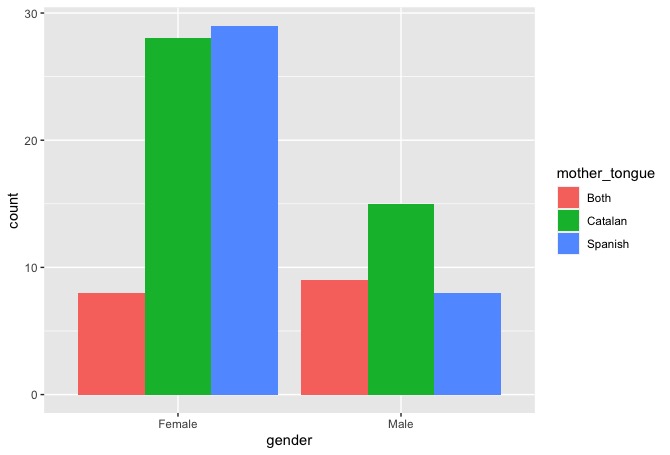 30
20
10
0
count
Female
Male
gender
mother_tongue
Both
Catalan
Spanish